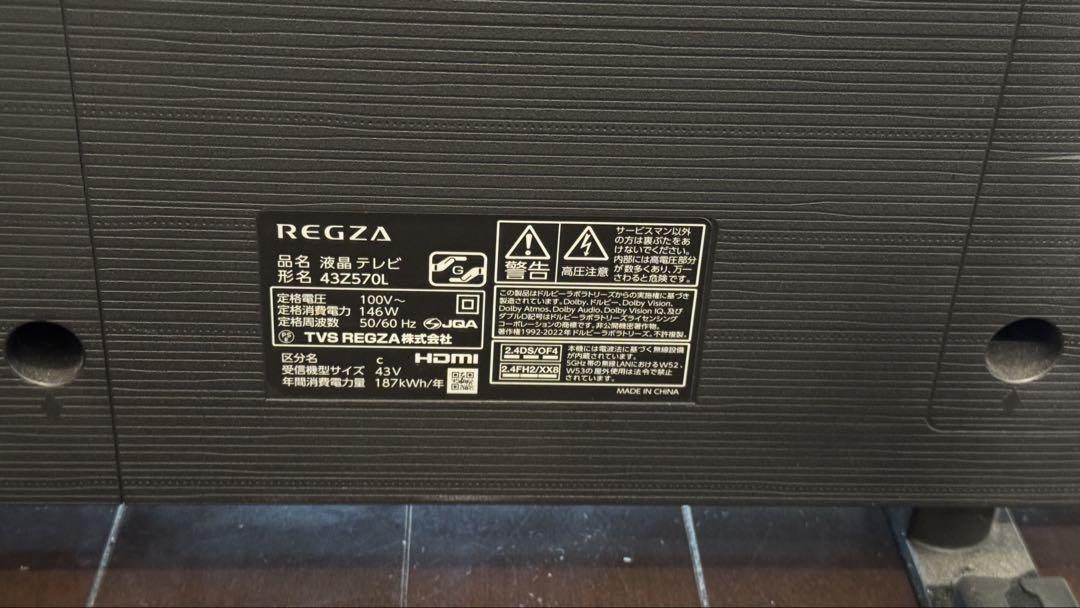 REGZA
品名 液晶テレビ
形名 43Z570L
G
定格電圧 100V～
定格消費電力 146W
定格周波数 50/60 Hz
JQA
PS
E
TVS REGZA株式会社
区分名 c
HDMI
受信機型サイズ 43V
年間消費電力量 187kWh/年
警告
高圧注意
サービスマン以外
の方は裏ぶたをあ
けないでください。
内部には高電圧部分
が数多くあり、万一
さわると危険です。
この製品はドルビーラボラトリーズからの実施権に基づき
製造されています。Dolby、ドルビー、Dolby Vision、
Dolby Atmos、Dolby Audio、Dolby Vision IQ、及び
ダブルD記号はドルビーラボラトリーズライセンシング
コーポレーションの商標です。非公開機密著作物。
著作権1992-2022年ドルビーラボラトリーズ。不許複製。
2.4DS/OF4
2.4FH2/XX8
本機には電波法に基づく無線設備
が内蔵されています。
5GHz帯の無線LANにおけるW52、
W53の屋外使用は法令で禁止
されています。
MADE IN CHINA